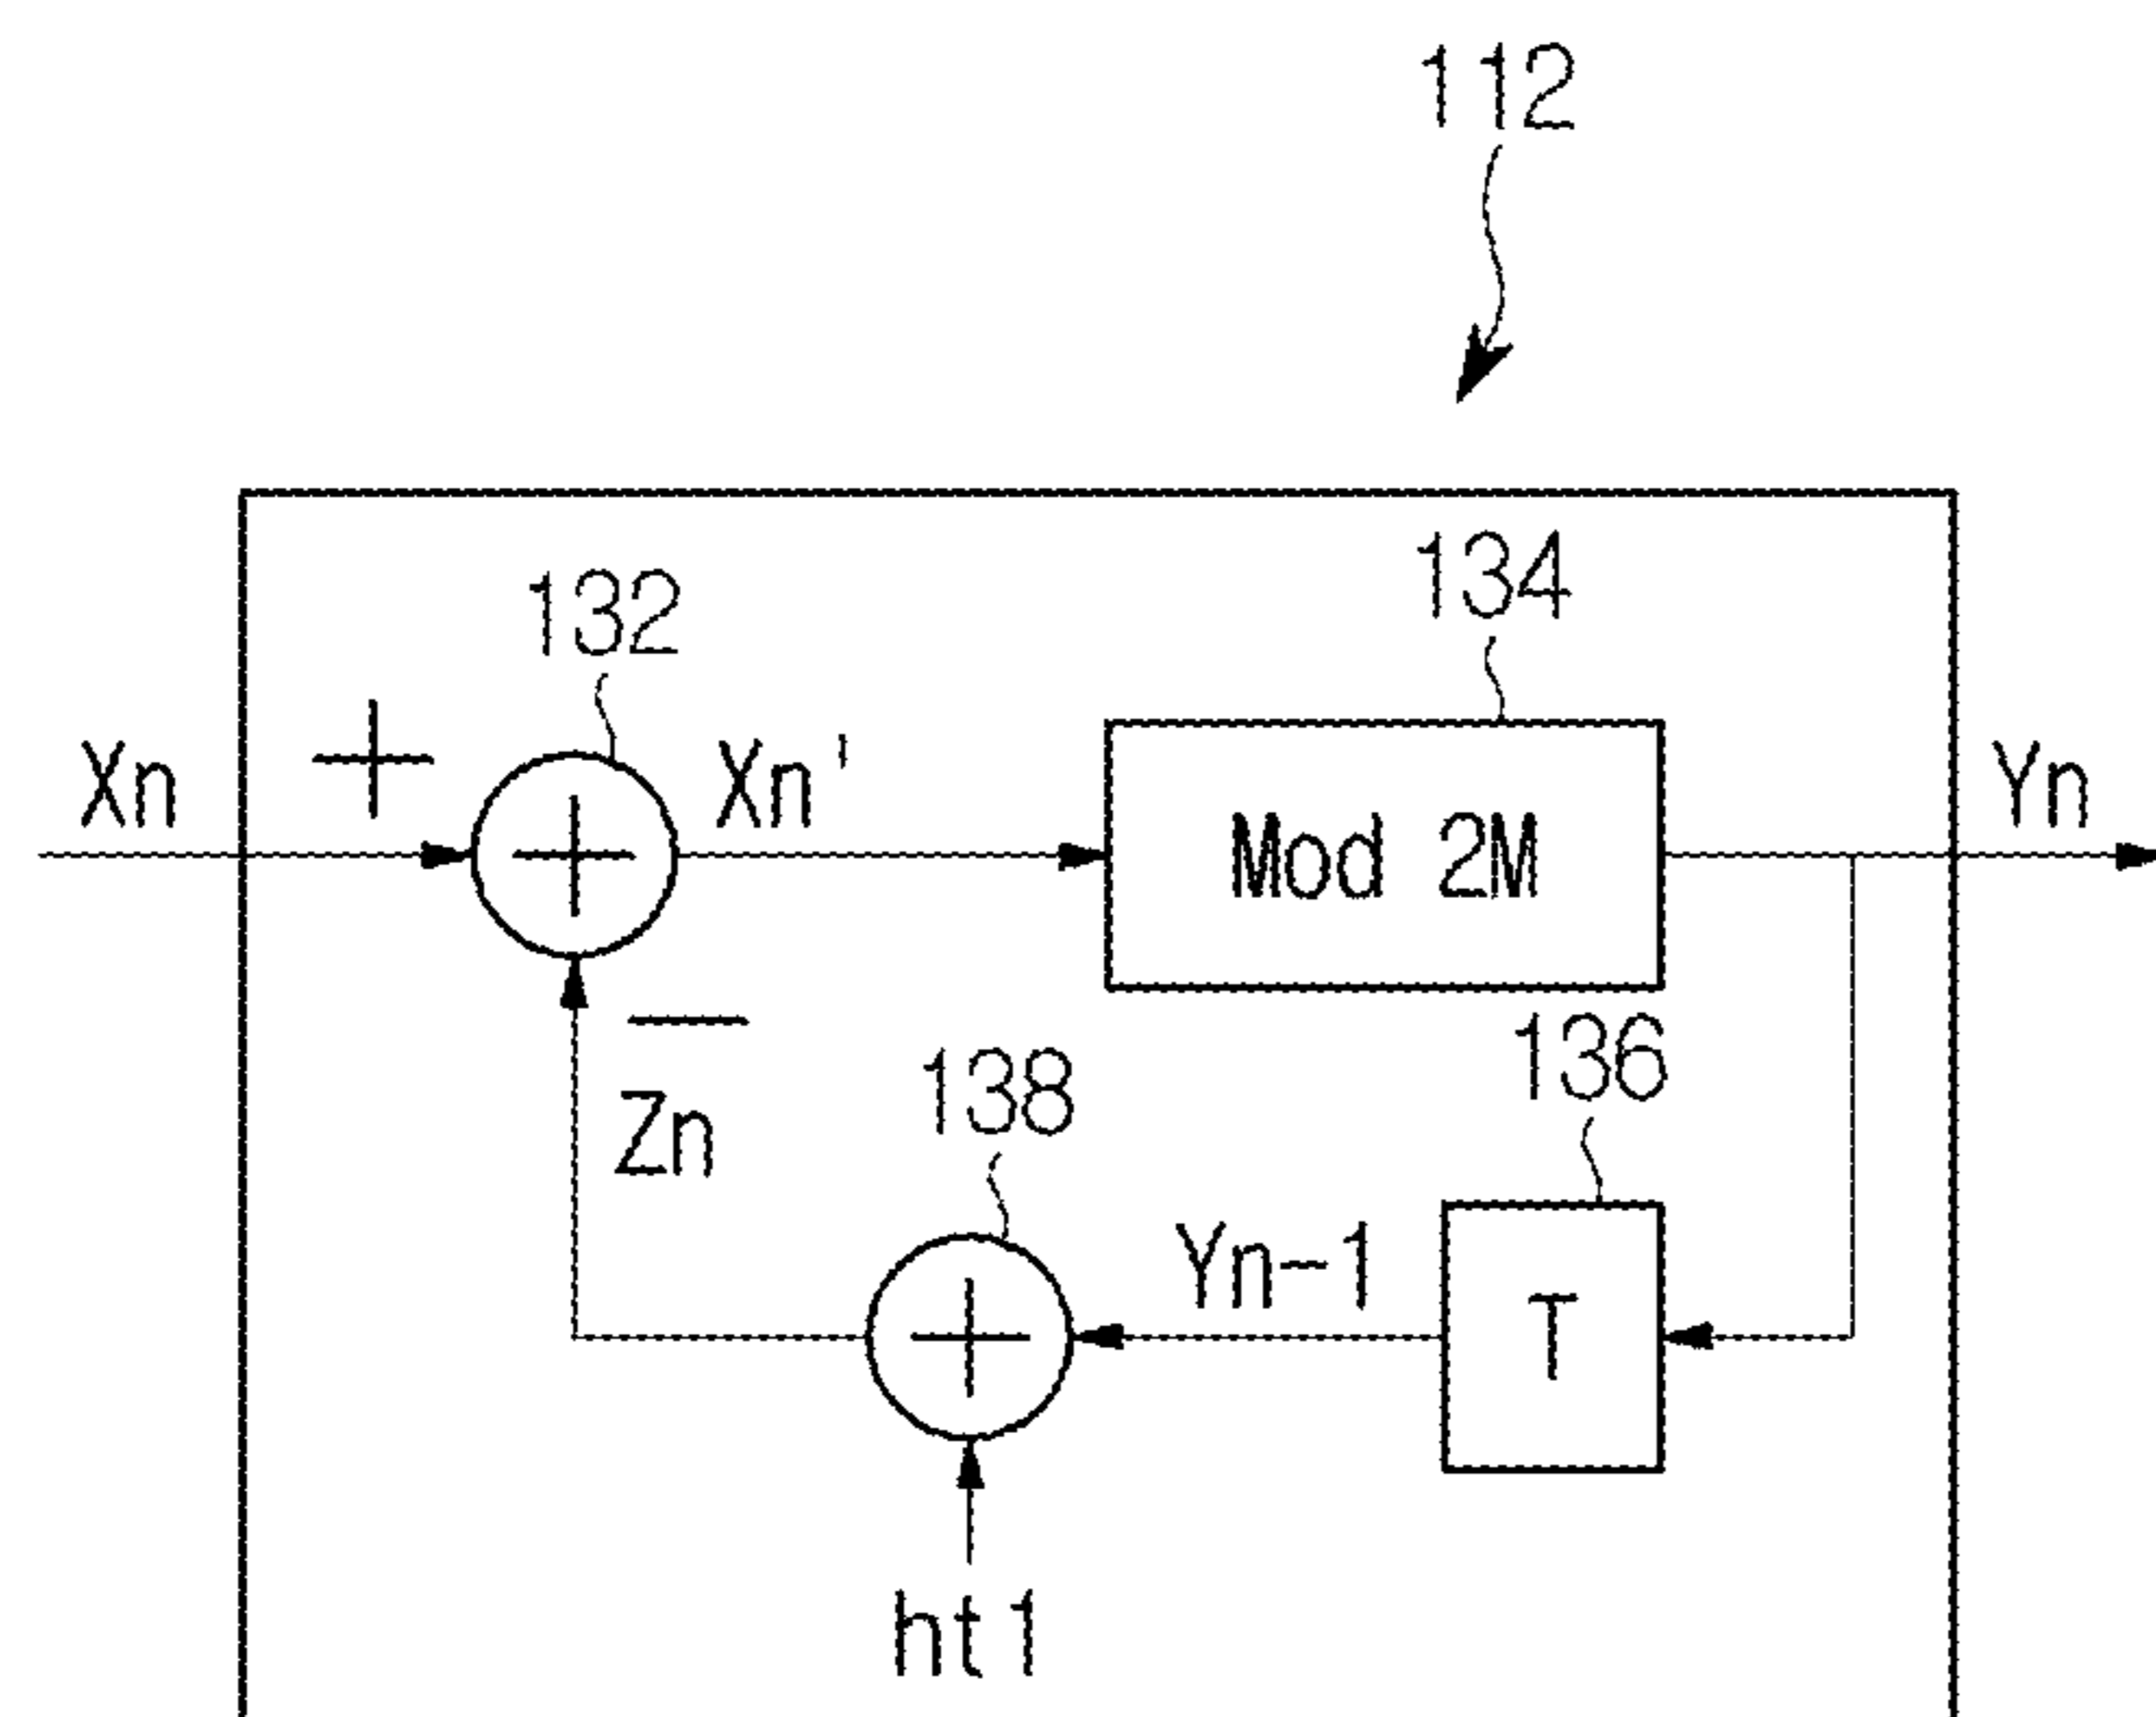 112
132
134
Xn
+
Xn'
Mod 2M
Yn
+
−
Zn
138
136
Yn-1
T
+
ht1